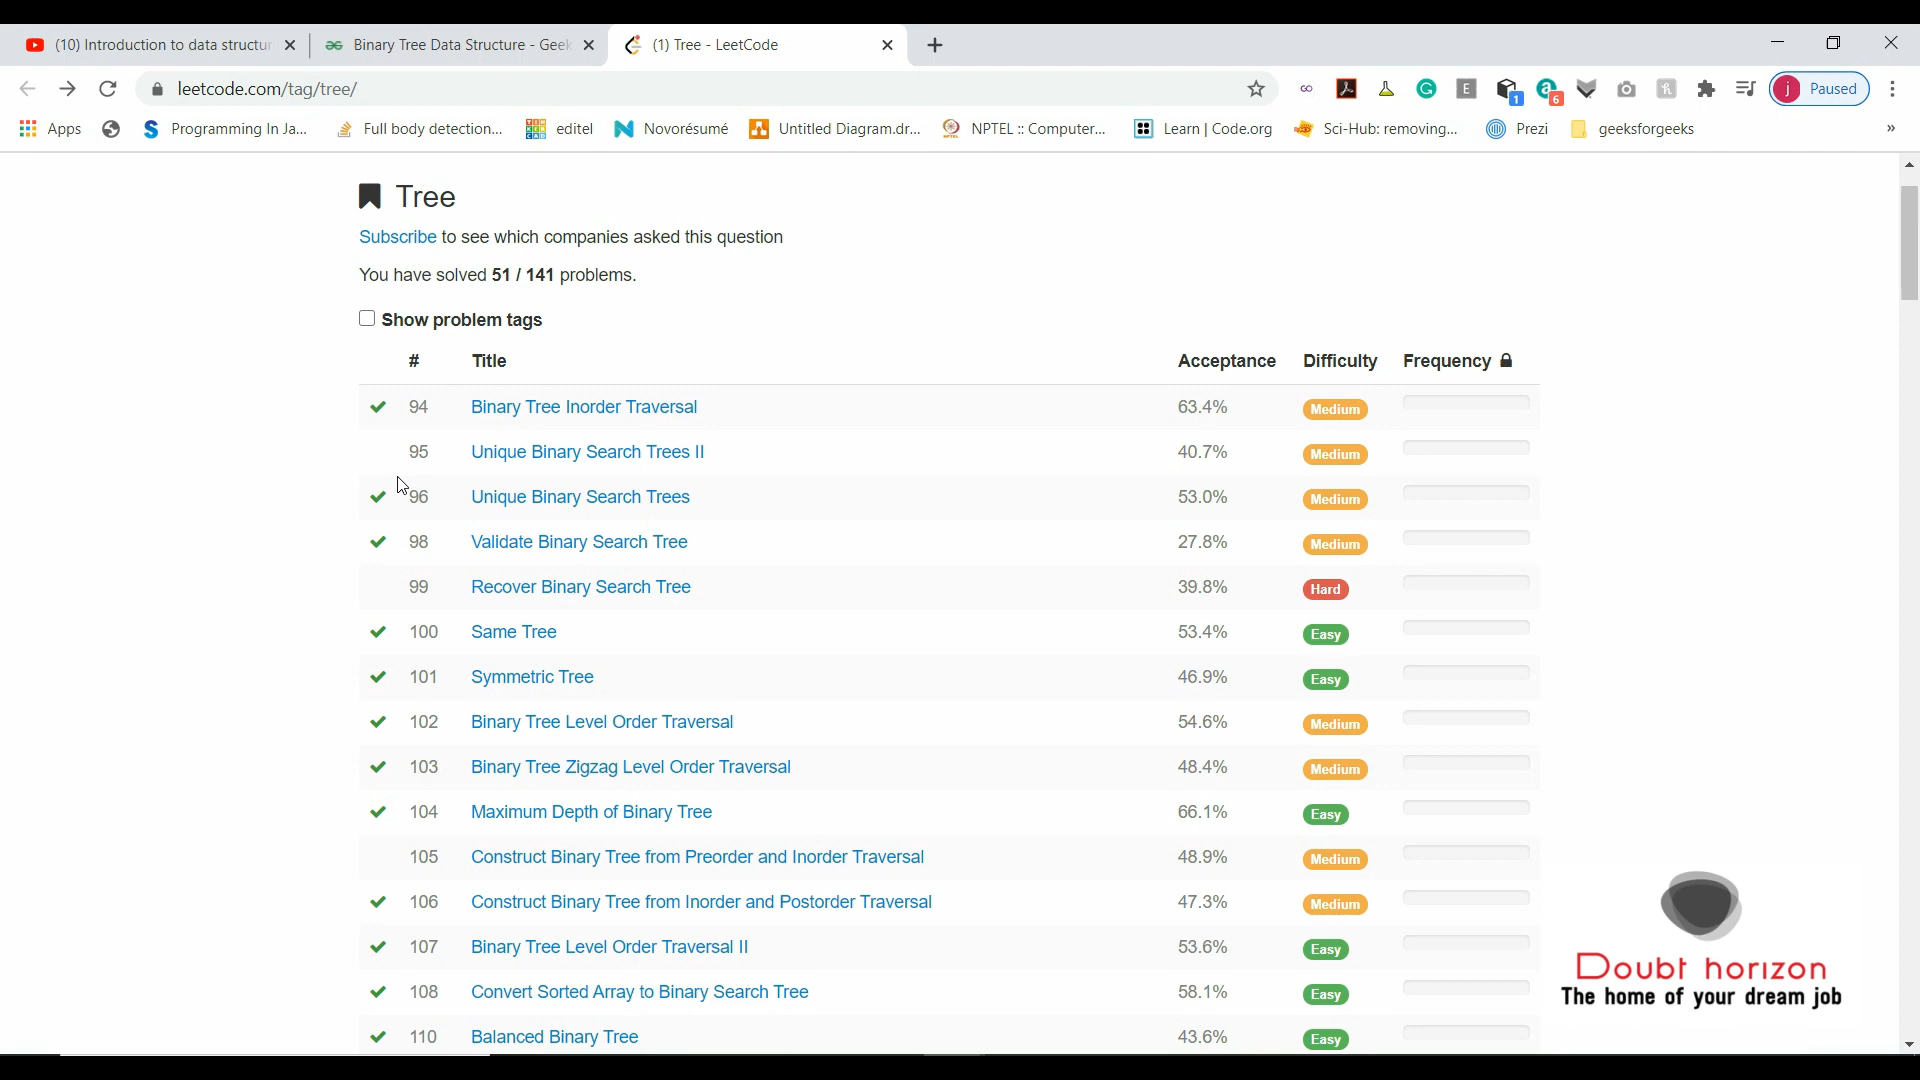 (10) Introduction to data structur
Binary Tree Data Structure - Geek
(1) Tree - LeetCode
leetcode.com/tag/tree/
E
1
6
j Paused
Apps
Programming In Ja...
Full body detection...
editel
Novorésumé
Untitled Diagram.dr...
NPTEL :: Computer...
Learn | Code.org
Sci-Hub: removing...
Prezi
geeksforgeeks
»
Tree
Subscribe to see which companies asked this question
You have solved 51 / 141 problems.
Show problem tags
# Title Acceptance Difficulty Frequency
94 Binary Tree Inorder Traversal 63.4% Medium
95 Unique Binary Search Trees II 40.7% Medium
96 Unique Binary Search Trees 53.0% Medium
98 Validate Binary Search Tree 27.8% Medium
99 Recover Binary Search Tree 39.8% Hard
100 Same Tree 53.4% Easy
101 Symmetric Tree 46.9% Easy
102 Binary Tree Level Order Traversal 54.6% Medium
103 Binary Tree Zigzag Level Order Traversal 48.4% Medium
104 Maximum Depth of Binary Tree 66.1% Easy
105 Construct Binary Tree from Preorder and Inorder Traversal 48.9% Medium
106 Construct Binary Tree from Inorder and Postorder Traversal 47.3% Medium
107 Binary Tree Level Order Traversal II 53.6% Easy
108 Convert Sorted Array to Binary Search Tree 58.1% Easy
110 Balanced Binary Tree 43.6% Easy
Doubt horizon
The home of your dream job